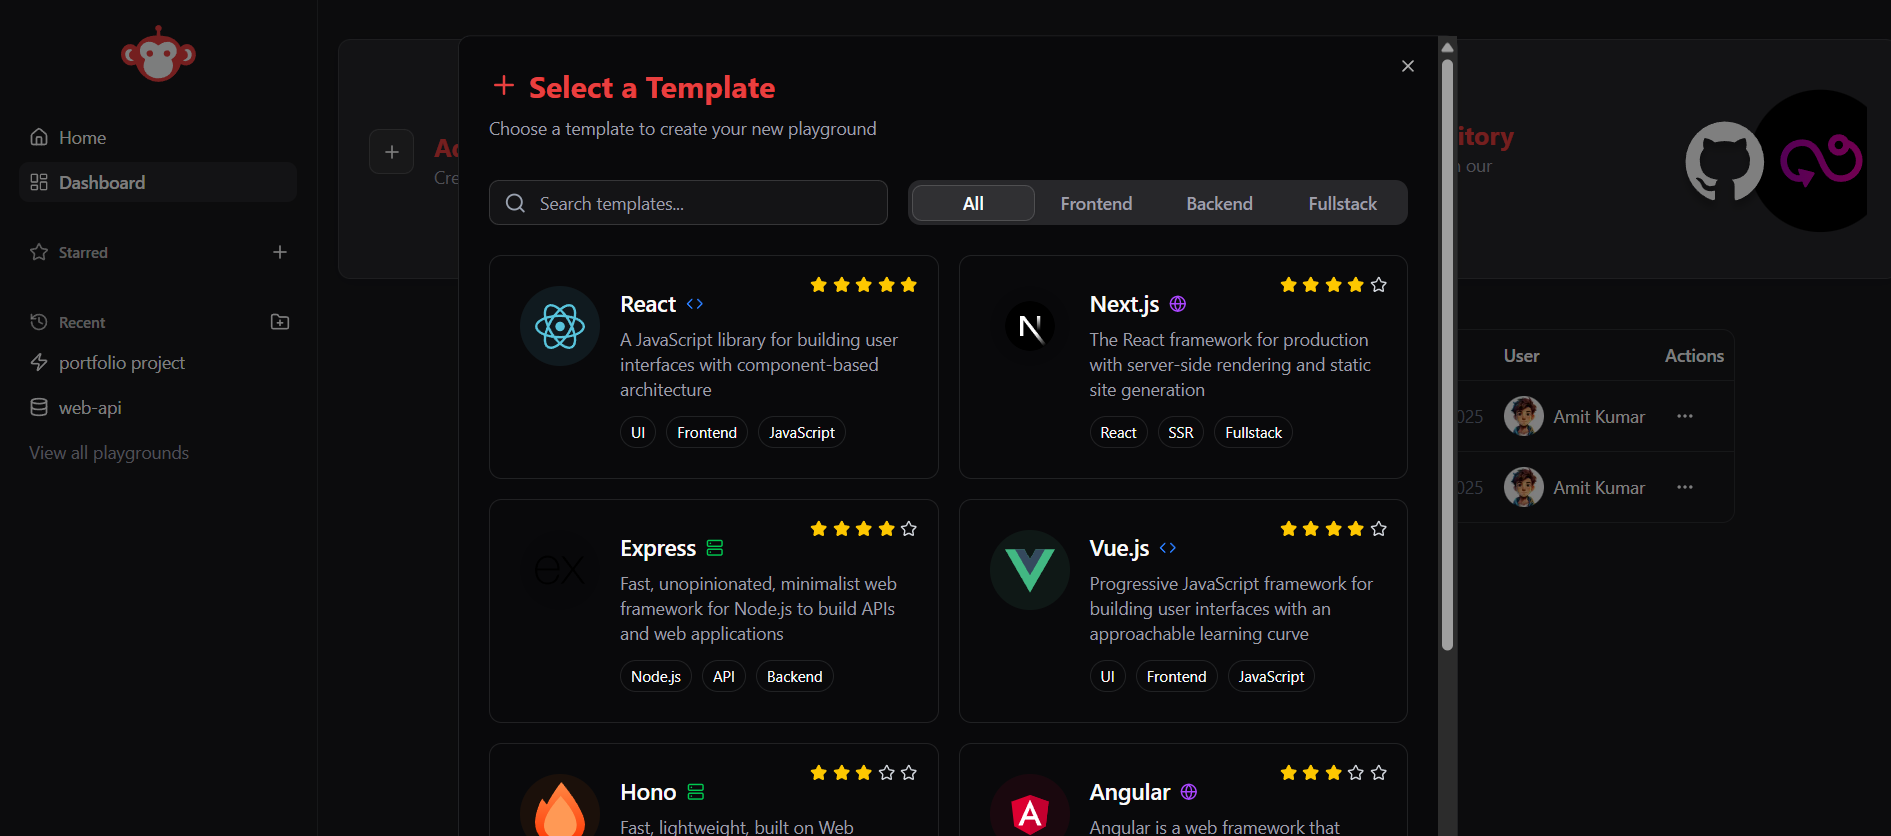 Home
Dashboard
Starred
Recent
portfolio project
web-api
View all playgrounds
Select a Template
Choose a template to create your new playground
Search templates...
All
Frontend
Backend
Fullstack
React
A JavaScript library for building user
interfaces with component-based
architecture
UI
Frontend
JavaScript
Next.js
The React framework for production
with server-side rendering and static
site generation
React
SSR
Fullstack
Express
ex
Fast, unopinionated, minimalist web
framework for Node.js to build APIs
and web applications
Node.js
API
Backend
Vue.js
Progressive JavaScript framework for
building user interfaces with an
approachable learning curve
UI
Frontend
JavaScript
Hono
Fast, lightweight, built on Web
Angular
Angular is a web framework that
our
User
Actions
Amit Kumar
Amit Kumar